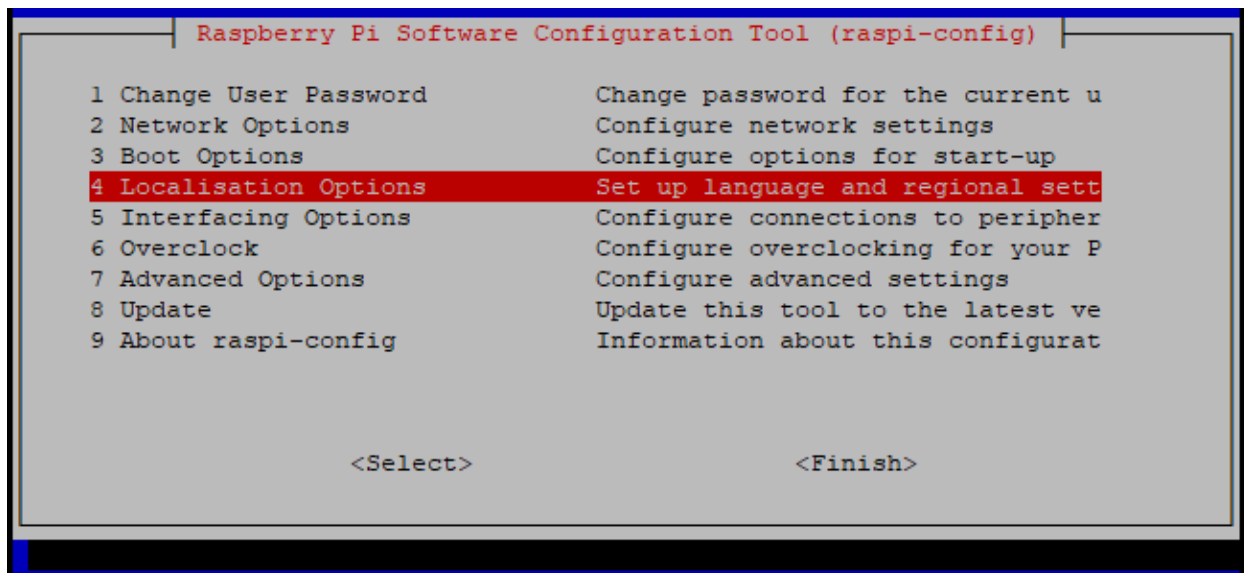 Raspberry Pi Software Configuration Tool (raspi-config)
1 Change User Password Change password for the current u
2 Network Options Configure network settings
3 Boot Options Configure options for start-up
4 Localisation Options Set up language and regional sett
5 Interfacing Options Configure connections to peripher
6 Overclock Configure overclocking for your P
7 Advanced Options Configure advanced settings
8 Update Update this tool to the latest ve
9 About raspi-config Information about this configurat
<Select> <Finish>